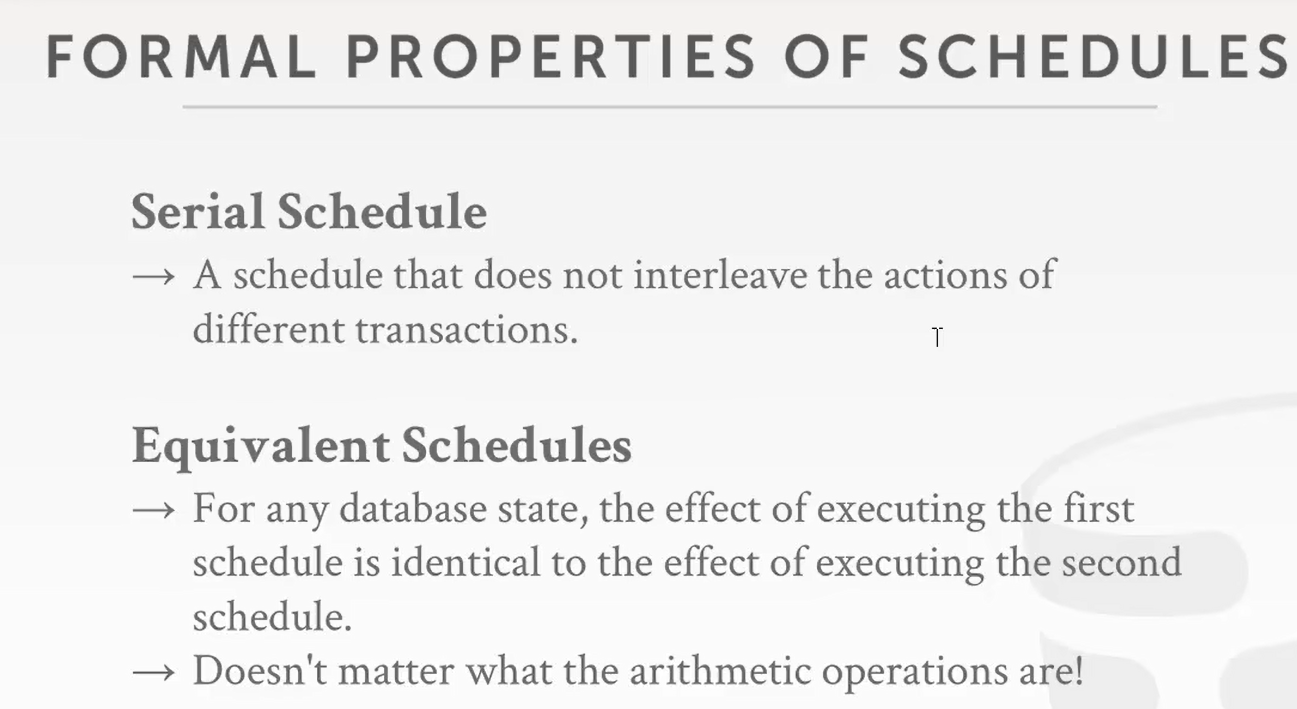 FORMAL PROPERTIES OF SCHEDULES
Serial Schedule
→ A schedule that does not interleave the actions of
different transactions.
Equivalent Schedules
→ For any database state, the effect of executing the first
schedule is identical to the effect of executing the second
schedule.
→ Doesn't matter what the arithmetic operations are!